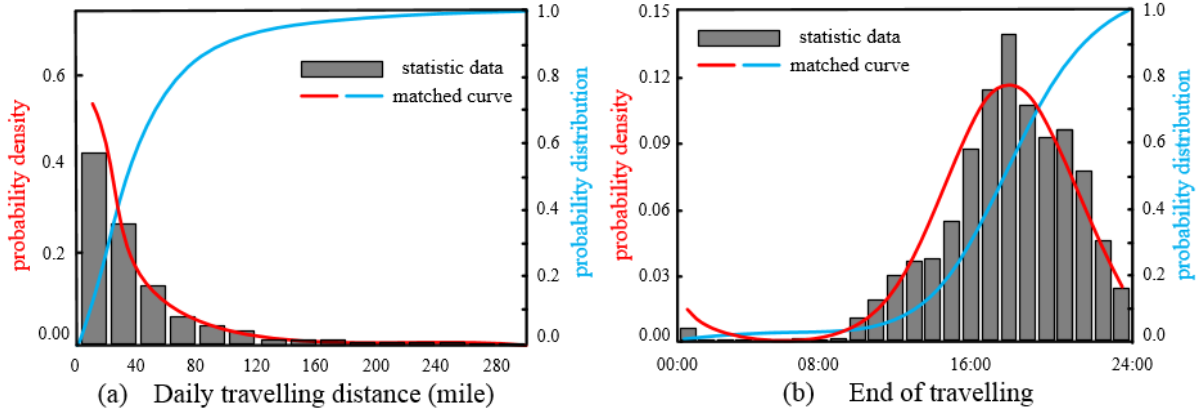 0.6
0.4
0.2
0.00
probability density
statistic data
matched curve
1.0
0.8
0.6
0.4
0.2
0.0
probability distribution
0 40 80 120 160 200 240 280
(a) Daily travelling distance (mile)
0.15
0.12
0.09
0.06
0.03
0.00
probability density
statistic data
matched curve
1.0
0.8
0.6
0.4
0.2
0.0
probability distribution
00:00 08:00 16:00 24:00
(b) End of travelling